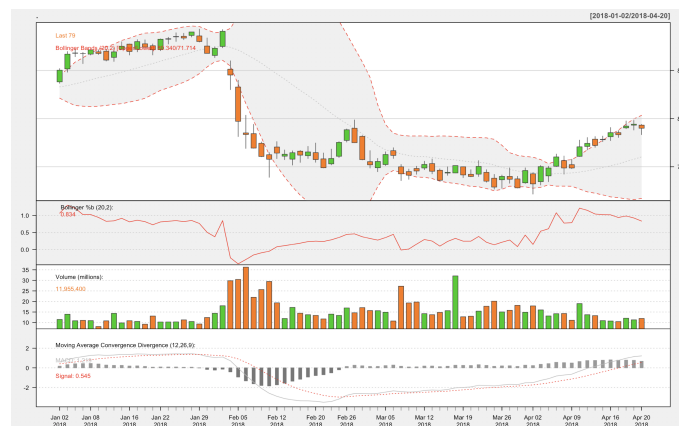 [2018-01-02/2018-04-20]
Last 79
Bollinger Bands (20,2)
/71.714
8
8
7
Bollinger %b (20,2):
0.834
1.0
0.5
0.0
Volume (millions):
11,955,400
35
30
25
20
15
10
Moving Average Convergence Divergence (12,26,9):
Signal: 0.545
2
0
-2
Jan 02 Jan 08 Jan 16 Jan 22 Jan 29 Feb 05 Feb 12 Feb 20 Feb 26 Mar 05 Mar 12 Mar 19 Mar 26 Apr 02 Apr 09 Apr 16 Apr 20
2018 2018 2018 2018 2018 2018 2018 2018 2018 2018 2018 2018 2018 2018 2018 2018 2018